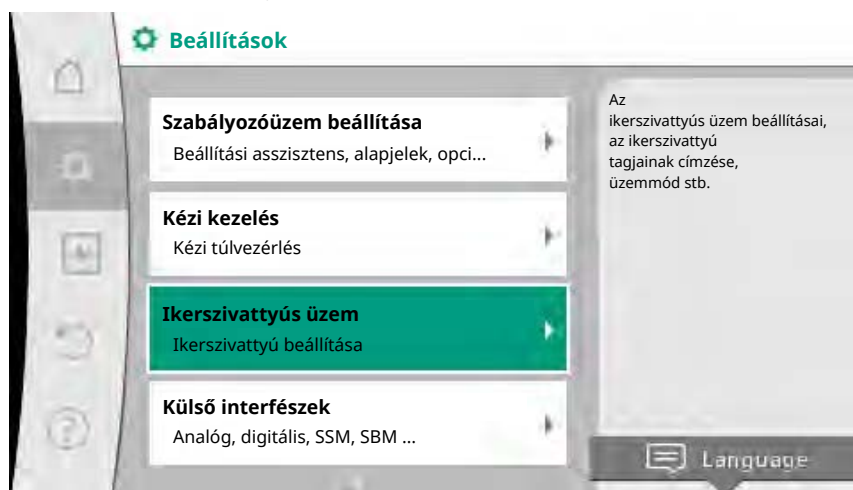 Beállítások
Szabályozóüzem beállítása
Beállítási asszisztens, alapjelek, opci...
Kézi kezelés
Kézi túlvezérlés
Ikerszivattyús üzem
Ikerszivattyú beállítása
Külső interfészek
Analóg, digitális, SSM, SBM ...
Az
ikerszivattyús üzem beállításai,
az ikerszivattyú
tagjainak címzése,
üzemmód stb.
Language